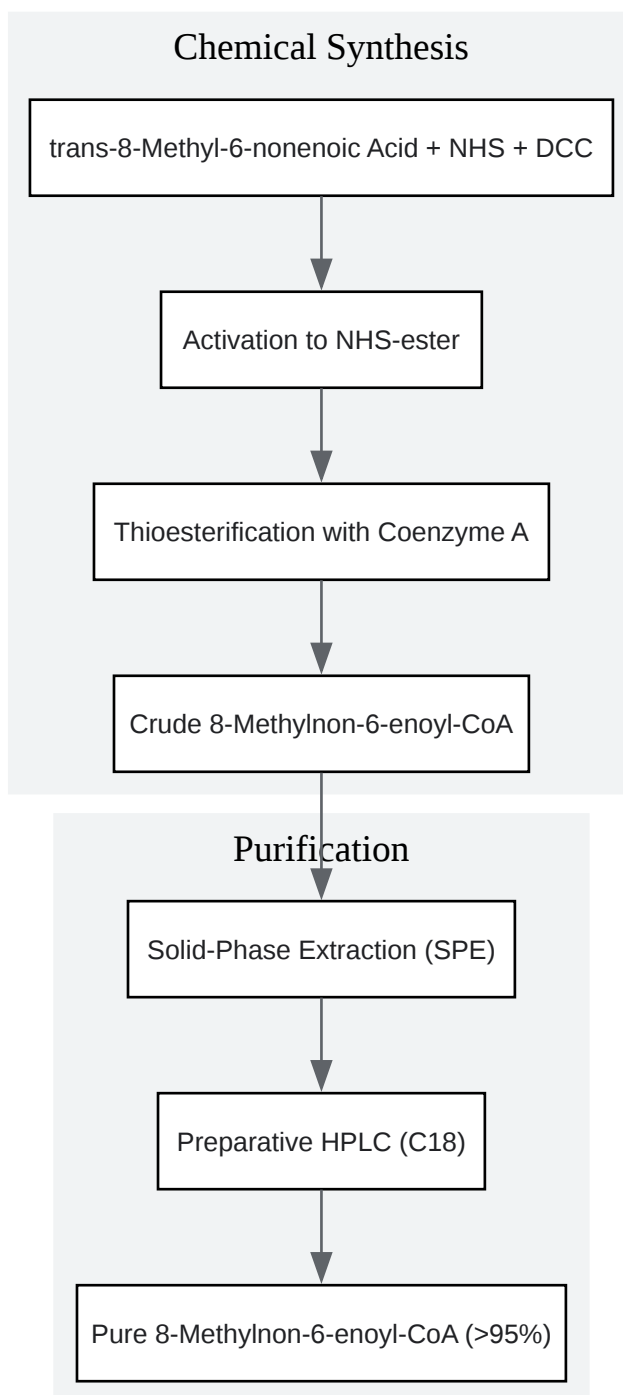 Chemical Synthesis
trans-8-Methyl-6-nonenoic Acid + NHS + DCC
Activation to NHS-ester
Thioesterification with Coenzyme A
Crude 8-Methylnon-6-enoyl-CoA
Purification
Solid-Phase Extraction (SPE)
Preparative HPLC (C18)
Pure 8-Methylnon-6-enoyl-CoA (>95%)